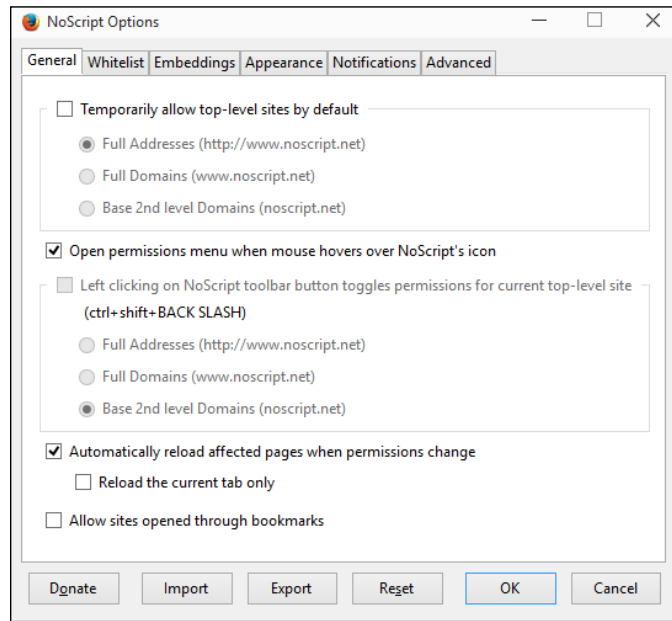 NoScript Options
General Whitelist Embeddings Appearance Notifications Advanced
Temporarily allow top-level sites by default
Full Addresses (http://www.noscript.net)
Full Domains (www.noscript.net)
Base 2nd level Domains (noscript.net)
Open permissions menu when mouse hovers over NoScript's icon
Left clicking on NoScript toolbar button toggles permissions for current top-level site
(ctrl+shift+BACK SLASH)
Full Addresses (http://www.noscript.net)
Full Domains (www.noscript.net)
Base 2nd level Domains (noscript.net)
Automatically reload affected pages when permissions change
Reload the current tab only
Allow sites opened through bookmarks
Donate Import Export Reset OK Cancel